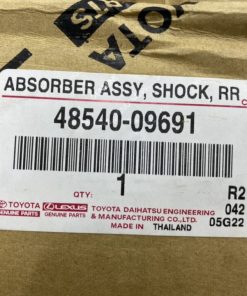 TOYOTA
ABSORBER ASSY, SHOCK, RR
48540-09691
QTY: 1 R2
TOYOTA LEXUS TOYOTA DAIHATSU ENGINEERING 042
GENUINE PARTS GENUINE PARTS & MANUFACTURING CO.,LTD.
MADE IN THAILAND 05G22